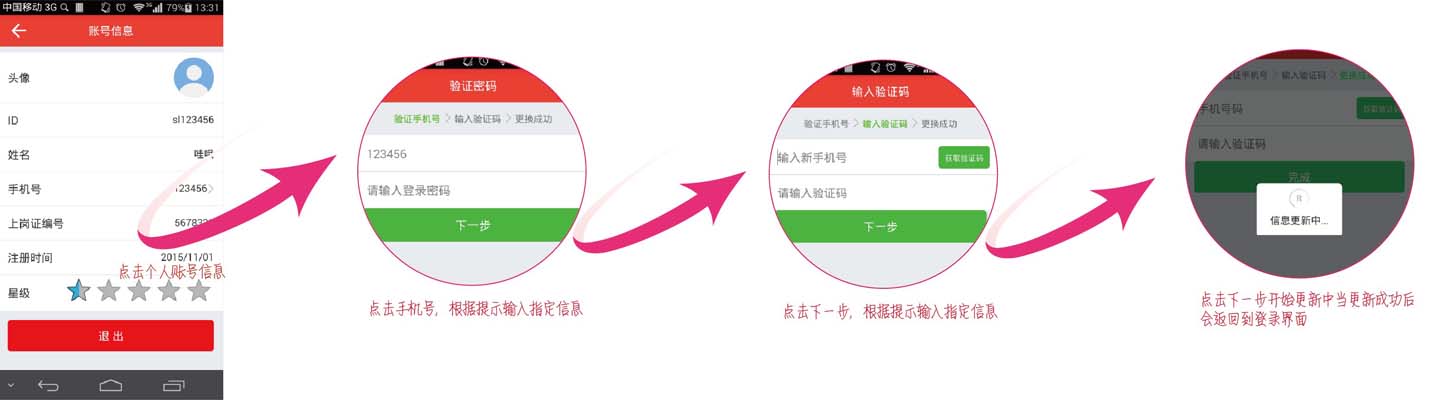 中国移动 3G 3G 79% 13:31
账号信息
头像
ID sl123456
姓名
手机号 123456
上岗证编号 567832
注册时间 2015/11/01
点击个人账号信息
星级
退出
验证密码
验证手机号 输入验证码 更换成功
123456
请输入登录密码
下一步
点击手机号，根据提示输入指定信息
输入验证码
验证手机号 输入验证码 更换成功
输入新手机号 获取验证码
请输入验证码
下一步
点击下一步，根据提示输入指定信息
证手机号 输入验证码 更换成
手机号码 获取验证码
请输入验证码
完成
信息更新中...
点击下一步开始更新中当更新成功后
会返回到登录界面